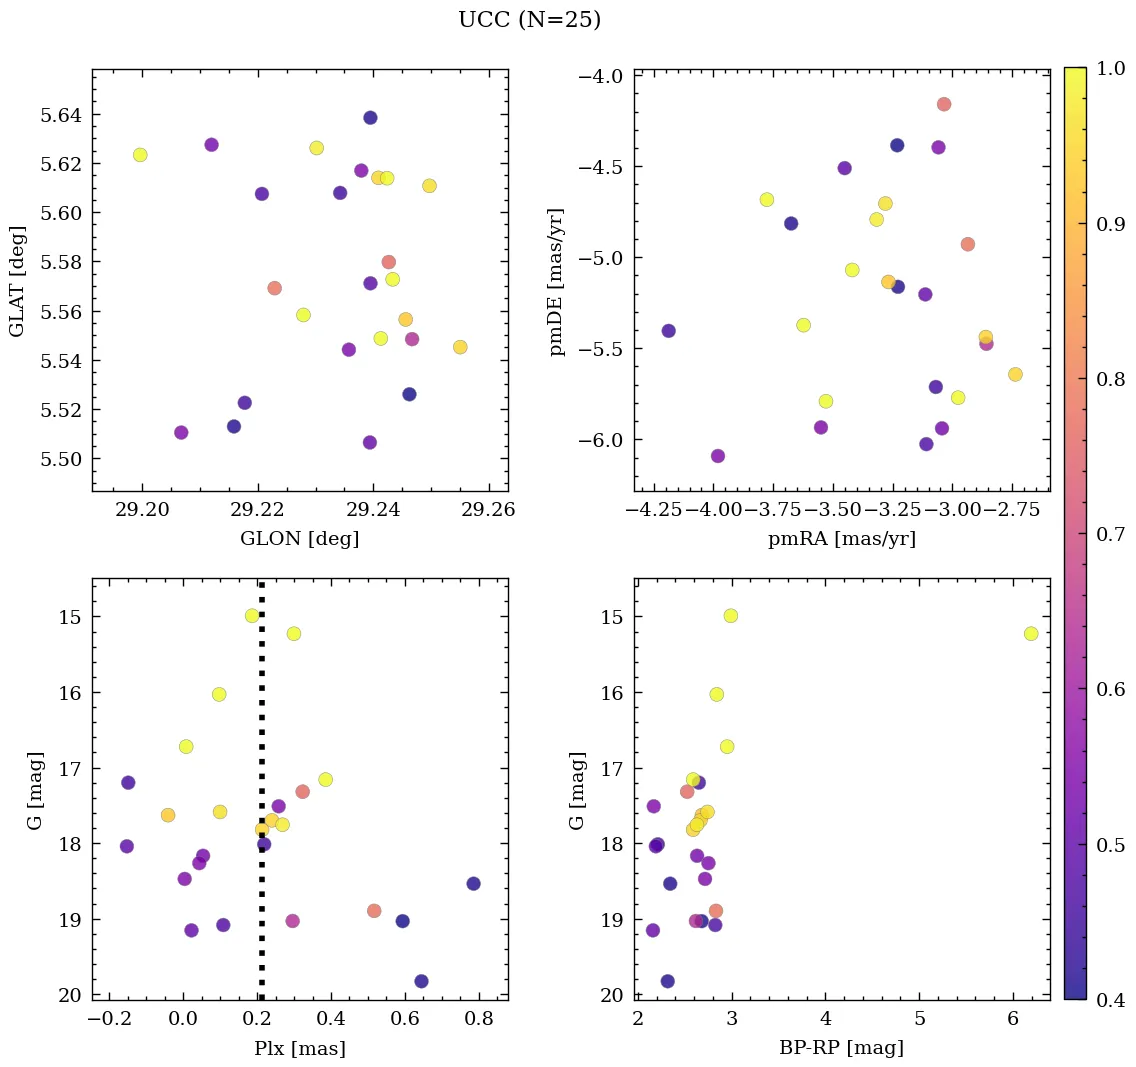 UCC (N=25)
5.64
5.62
5.60
5.58
5.56
5.54
5.52
5.50
GLAT [deg]
29.20 29.22 29.24 29.26
GLON [deg]
−4.0
−4.5
−5.0
−5.5
−6.0
pmDE [mas/yr]
−4.25 −4.00 −3.75 −3.50 −3.25 −3.00 −2.75
pmRA [mas/yr]
15
16
17
18
19
20
G [mag]
−0.2 0.0 0.2 0.4 0.6 0.8
Plx [mas]
15
16
17
18
19
20
G [mag]
2 3 4 5 6
BP-RP [mag]
1.0
0.9
0.8
0.7
0.6
0.5
0.4